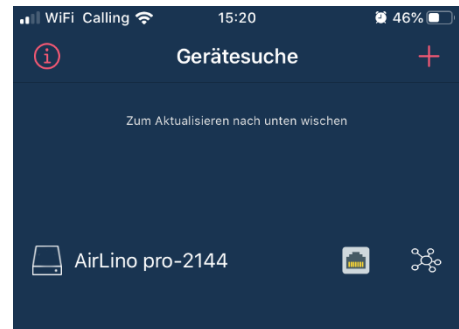 WiFi Calling 15:20 46%
Gerätesuche
Zum Aktualisieren nach unten wischen
AirLino pro-2144